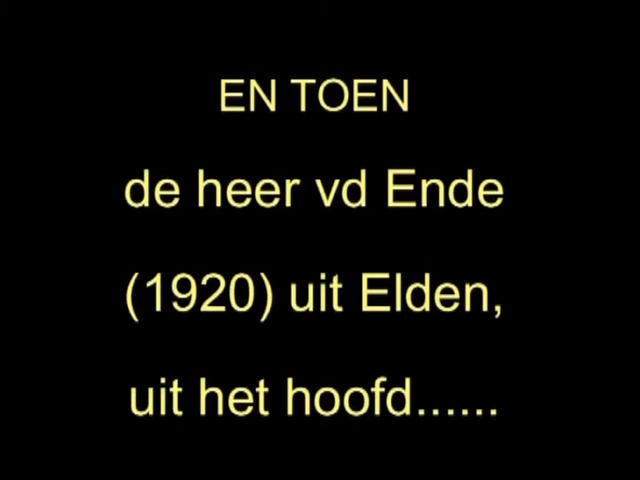 EN TOEN
de heer vd Ende
(1920) uit Elden,
uit het hoofd......